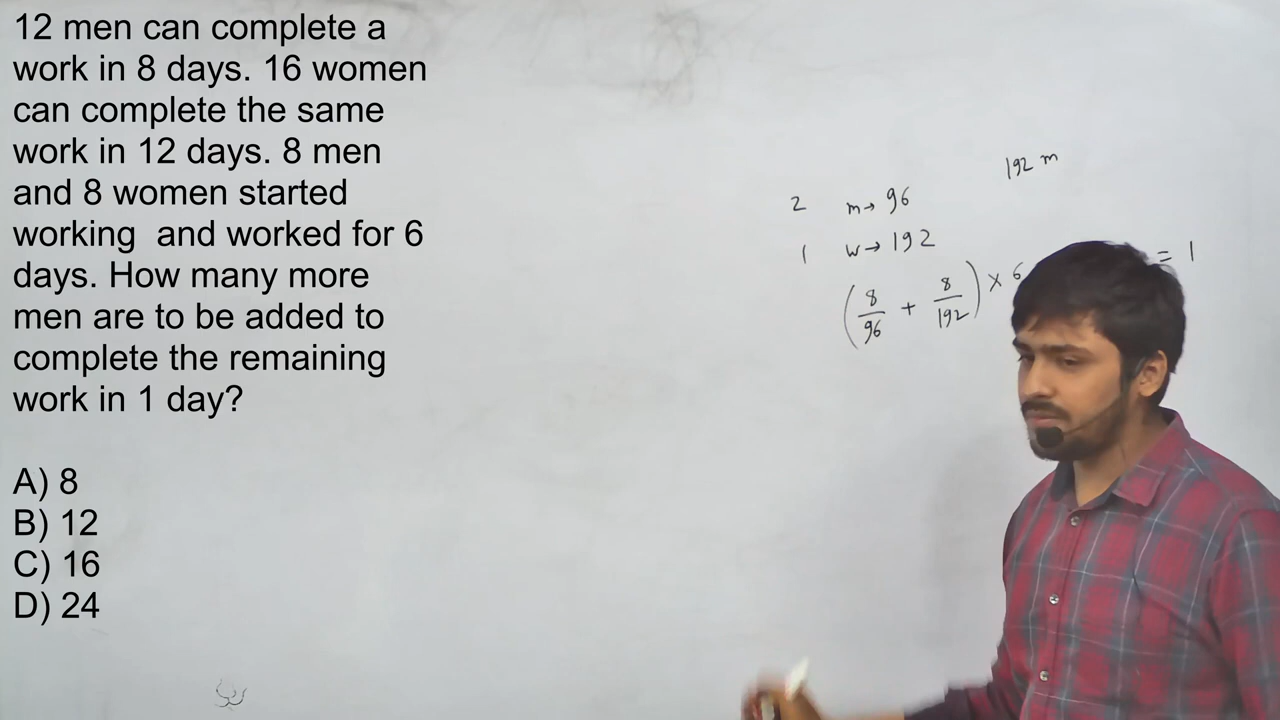 12 men can complete a
work in 8 days. 16 women
can complete the same
work in 12 days. 8 men
and 8 women started
working and worked for 6
days. How many more
men are to be added to
complete the remaining
work in 1 day?
A) 8
B) 12
C) 16
D) 24
192 m
2 m→ 96
1 w→ 192
(8/96 + 8/192) × 6 = 1